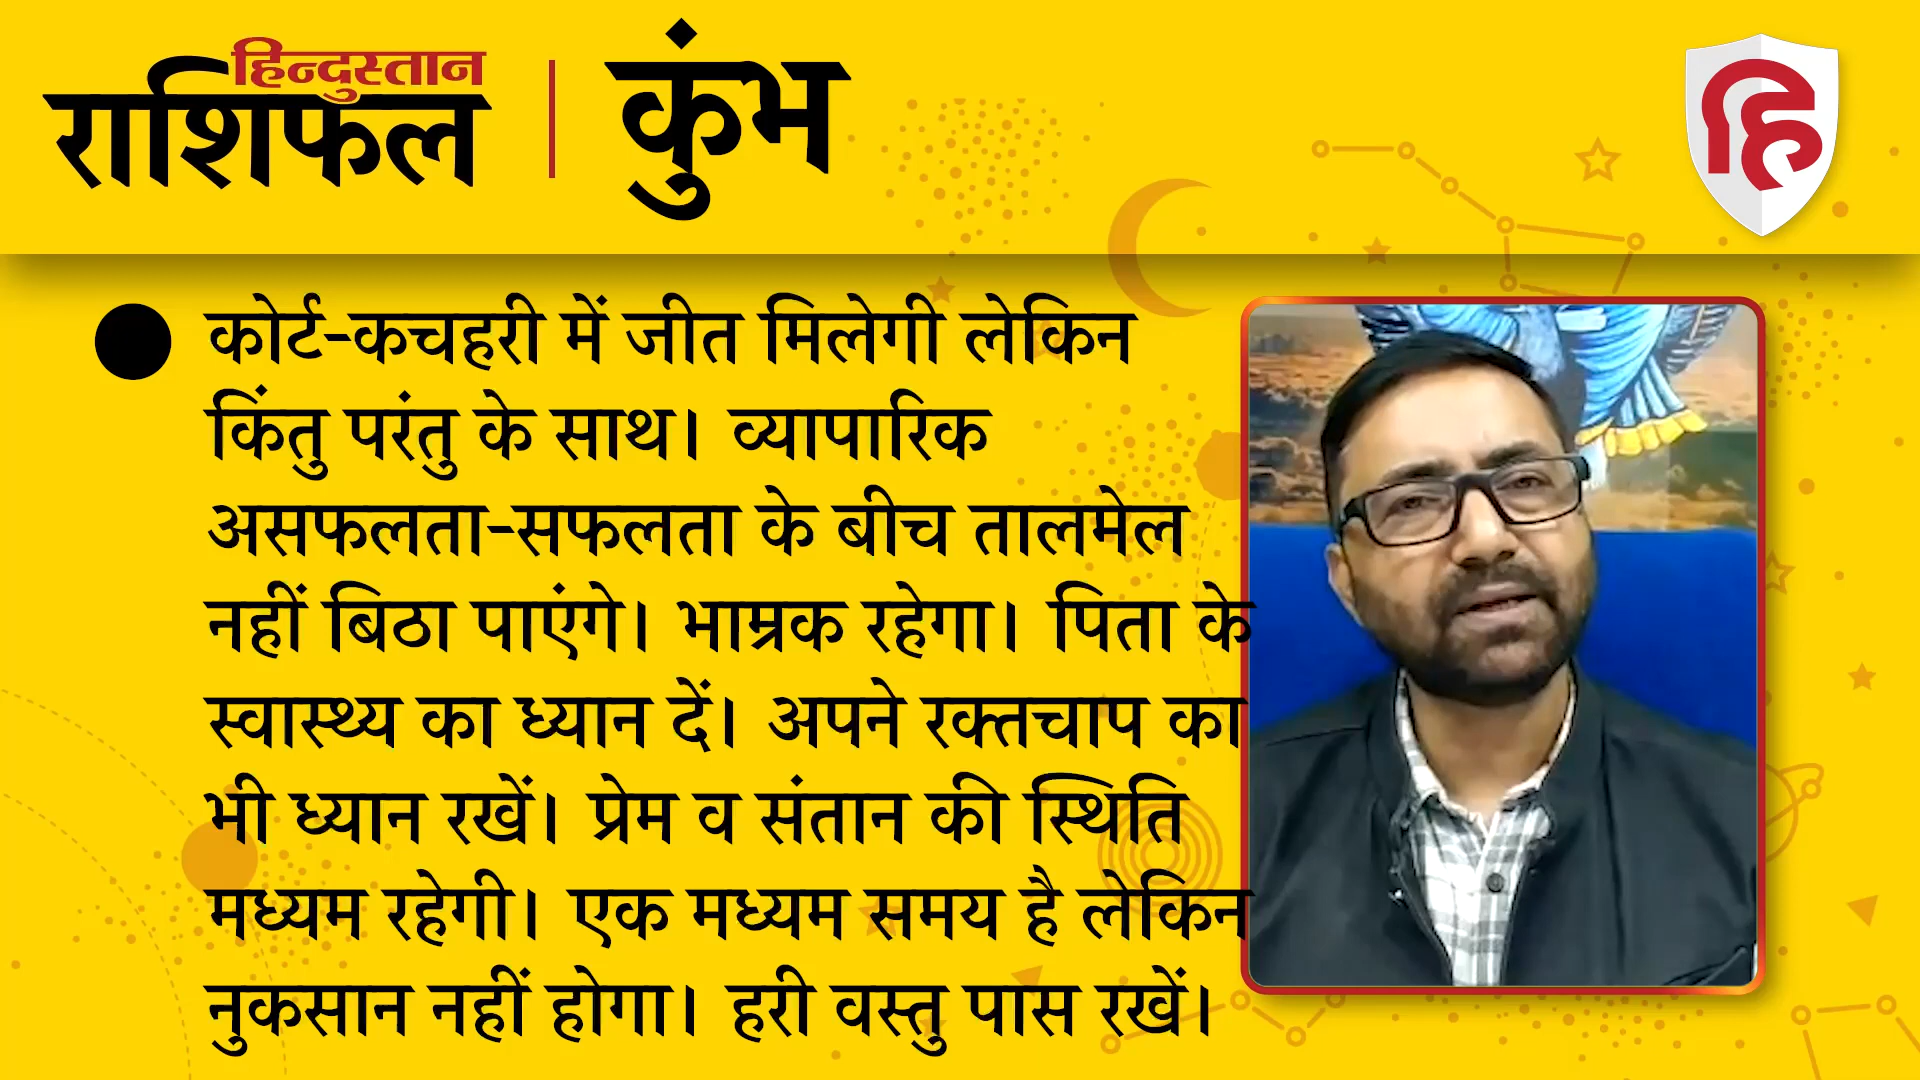 हिन्दुस्तान
राशिफल
कुंभ
हि
कोर्ट-कचहरी में जीत मिलेगी लेकिन
किंतु परंतु के साथ। व्यापारिक
असफलता-सफलता के बीच तालमेल
नहीं बिठा पाएंगे। भाम्रक रहेगा। पिता के
स्वास्थ्य का ध्यान दें। अपने रक्तचाप का
भी ध्यान रखें। प्रेम व संतान की स्थिति
मध्यम रहेगी। एक मध्यम समय है लेकिन
नुकसान नहीं होगा। हरी वस्तु पास रखें।